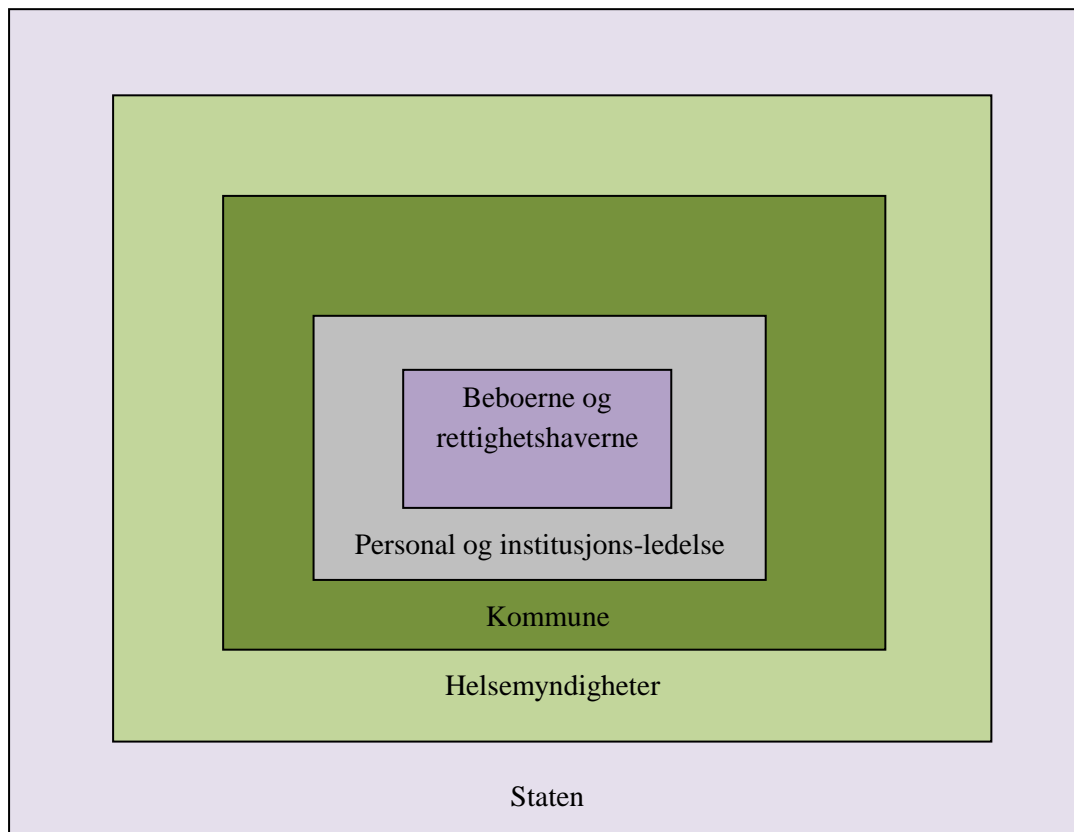 Beboerne og
rettighetshaverne
Personal og institusjons-ledelse
Kommune
Helsemyndigheter
Staten